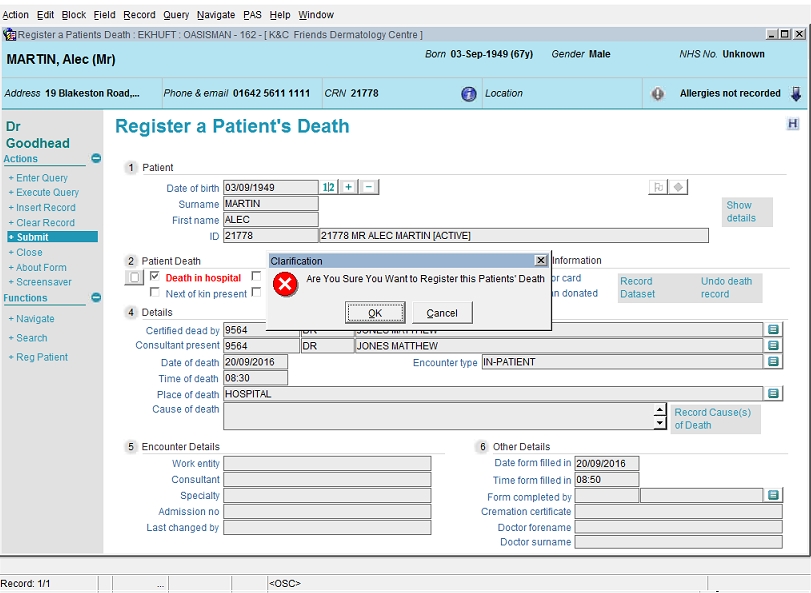 Action Edit Block Field Record Query Navigate PAS Help Window
Register a Patients Death : EKHUFT : OASISMAN - 162 - [ K&C Friends Dermatology Centre ]
MARTIN, Alec (Mr)
Born 03-Sep-1949 (67y) Gender Male NHS No. Unknown
Address 19 Blakeston Road,... Phone & email 01642 5611 1111 CRN 21778 Location Allergies not recorded
Dr
Goodhead
Actions
+ Enter Query
+ Execute Query
+ Insert Record
+ Clear Record
+ Submit
+ Close
+ About Form
+ Screensaver
Functions
+ Navigate
+ Search
+ Reg Patient
Register a Patient's Death
H
1 Patient
Date of birth 03/09/1949 1|2 + −
Surname MARTIN
First name ALEC
ID 21778 21778 MR ALEC MARTIN [ACTIVE]
Show
details
2 Patient Death
Death in hospital
Next of kin present
Information
or card
n donated
Record
Dataset
Undo death
record
Clarification
Are You Sure You Want to Register this Patients' Death
OK Cancel
4 Details
Certified dead by 9564 DR JONES MATTHEW
Consultant present 9564 DR JONES MATTHEW
Date of death 20/09/2016 Encounter type IN-PATIENT
Time of death 08:30
Place of death HOSPITAL
Cause of death
Record Cause(s)
of Death
5 Encounter Details
Work entity
Consultant
Specialty
Admission no
Last changed by
6 Other Details
Date form filled in 20/09/2016
Time form filled in 08:50
Form completed by
Cremation certificate
Doctor forename
Doctor surname
Record: 1/1 ... <OSC>